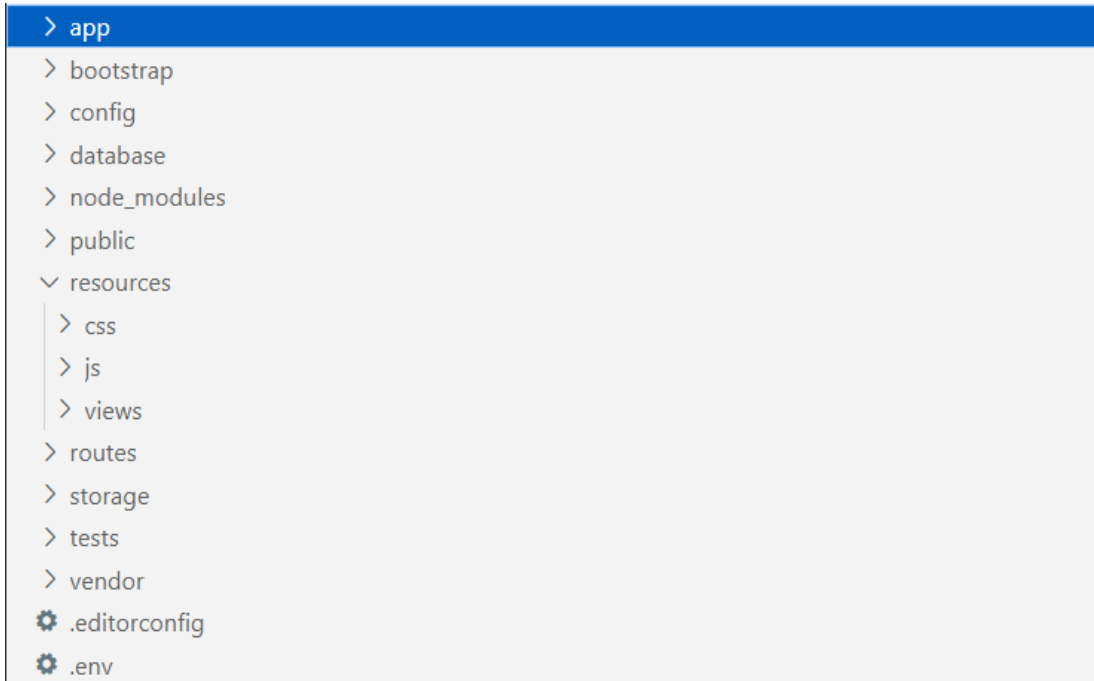 app
bootstrap
config
database
node_modules
public
resources
css
js
views
routes
storage
tests
vendor
.editorconfig
.env